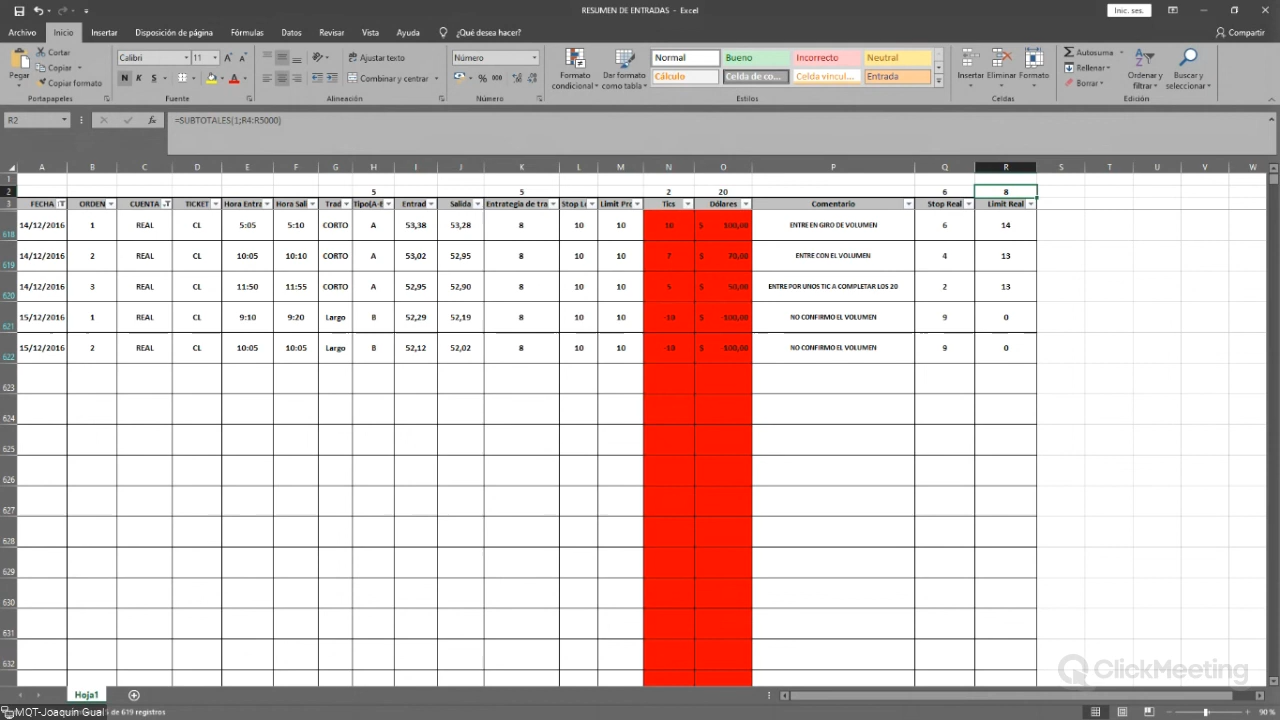 RESUMEN DE ENTRADAS - Excel
Inic. ses.
Archivo Inicio Insertar Disposición de página Fórmulas Datos Revisar Vista Ayuda ¿Qué desea hacer? Compartir
Pegar
Cortar
Copiar
Copiar formato
Portapapeles
Calibri 11
N K S
Fuente
Ajustar texto
Combinar y centrar
Alineación
Número
% 000
Número
Formato condicional
Dar formato como tabla
Normal Bueno Incorrecto Neutral
Cálculo Celda de co... Celda vincul... Entrada
Estilos
Insertar Eliminar Formato
Celdas
Autosuma
Rellenar
Borrar
Ordenar y filtrar
Buscar y seleccionar
Edición
R2 fx =SUBTOTALES(1;R4:R5000)
A B C D E F G H I J K L M N O P Q R S T U V W
1
2 5 5 2 20 6 8
3 FECHA ORDEN CUENTA TICKET Hora Entra Hora Sali Trad Tipo(A-B Entrad Salida Estrategia de tra Stop Lo Limit Pro Tics Dólares Comentario Stop Real Limit Real
618 14/12/2016 1 REAL CL 5:05 5:10 CORTO A 53,38 53,28 8 10 10 10 $ 100,00 ENTRE EN GIRO DE VOLUMEN 6 14
619 14/12/2016 2 REAL CL 10:05 10:10 CORTO A 53,02 52,95 8 10 10 7 $ 70,00 ENTRE CON EL VOLUMEN 4 13
620 14/12/2016 3 REAL CL 11:50 11:55 CORTO A 52,95 52,90 8 10 10 5 $ 50,00 ENTRE POR UNOS TIC A COMPLETAR LOS 20 2 13
621 15/12/2016 1 REAL CL 9:10 9:20 Largo B 52,29 52,19 8 10 10 -10 $ -100,00 NO CONFIRMO EL VOLUMEN 9 0
622 15/12/2016 2 REAL CL 10:05 10:05 Largo B 52,12 52,02 8 10 10 -10 $ -100,00 NO CONFIRMO EL VOLUMEN 9 0
623
624
625
626
627
628
629
630
631
632
ClickMeeting
Hoja1
MQT-Joaquin Gual
de 619 registros
90 %